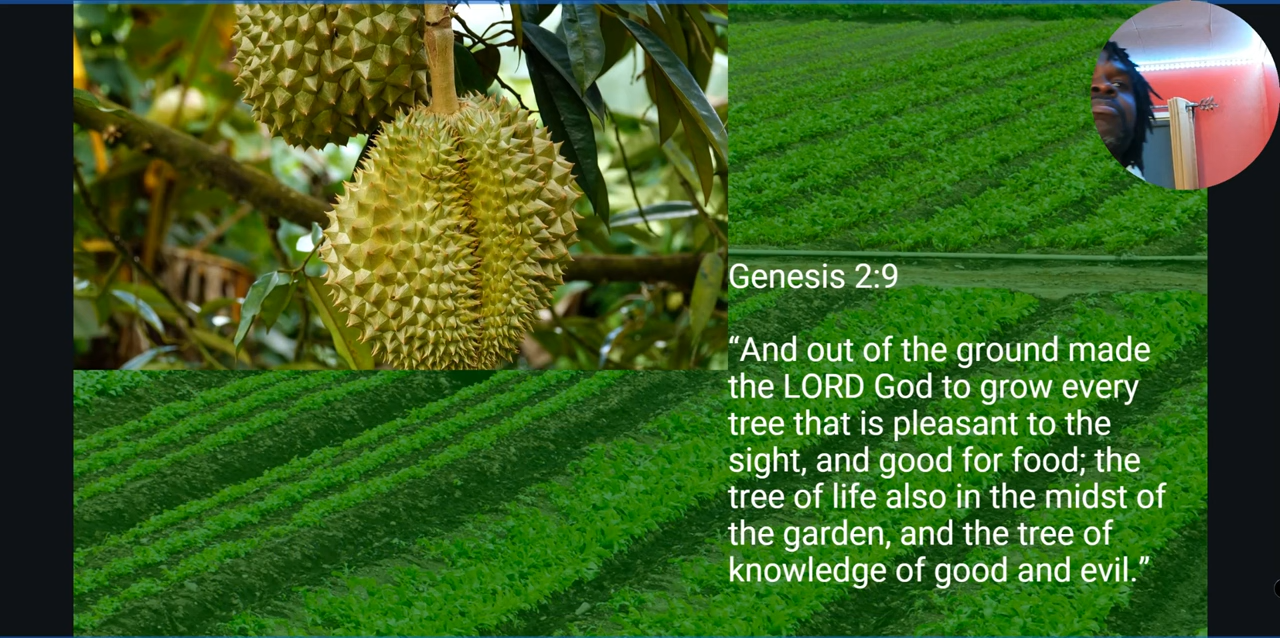 Genesis 2:9
“And out of the ground made
the LORD God to grow every
tree that is pleasant to the
sight, and good for food; the
tree of life also in the midst of
the garden, and the tree of
knowledge of good and evil.”